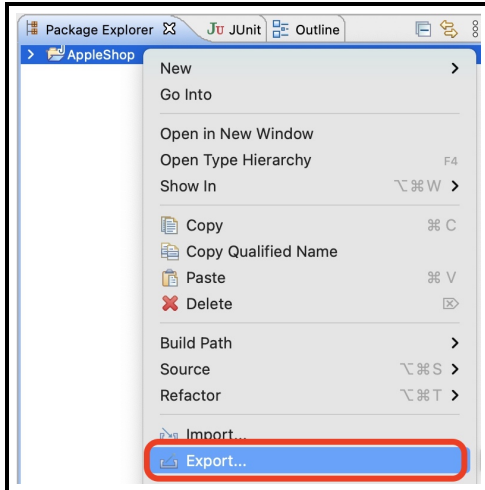 Package Explorer JU JUnit Outline
AppleShop
New
Go Into
Open in New Window
Open Type Hierarchy F4
Show In ⌥⌘W
Copy ⌘C
Copy Qualified Name
Paste ⌘V
Delete ⌦
Build Path
Source ⌥⌘S
Refactor ⌥⌘T
Import...
Export...